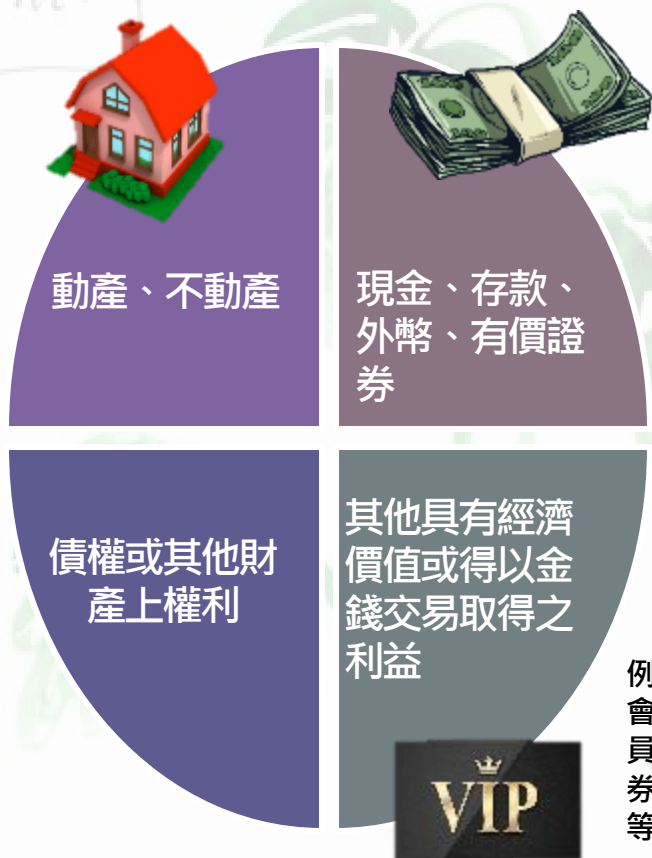 動產、不動產
現金、存款、
外幣、有價證
券
債權或其他財
產上權利
其他具有經濟
價值或得以金
錢交易取得之
利益
例
會
員
券
等
VIP